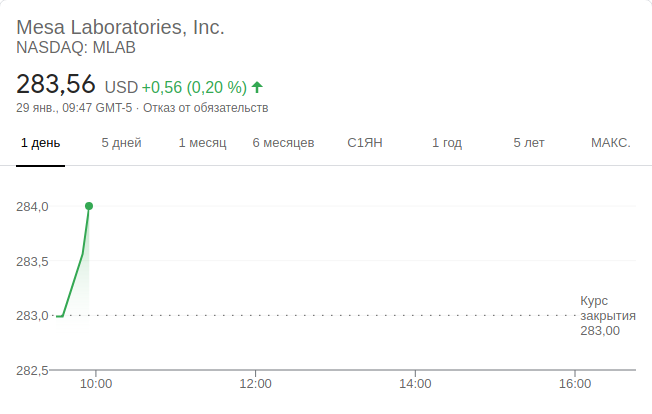 Mesa Laboratories, Inc.
NASDAQ: MLAB
283,56 USD +0,56 (0,20 %)
29 янв., 09:47 GMT-5 · Отказ от обязательств
1 день 5 дней 1 месяц 6 месяцев С1ЯН 1 год 5 лет МАКС.
284,0
283,5
283,0
Курс
закрытия
283,00
282,5
10:00 12:00 14:00 16:00